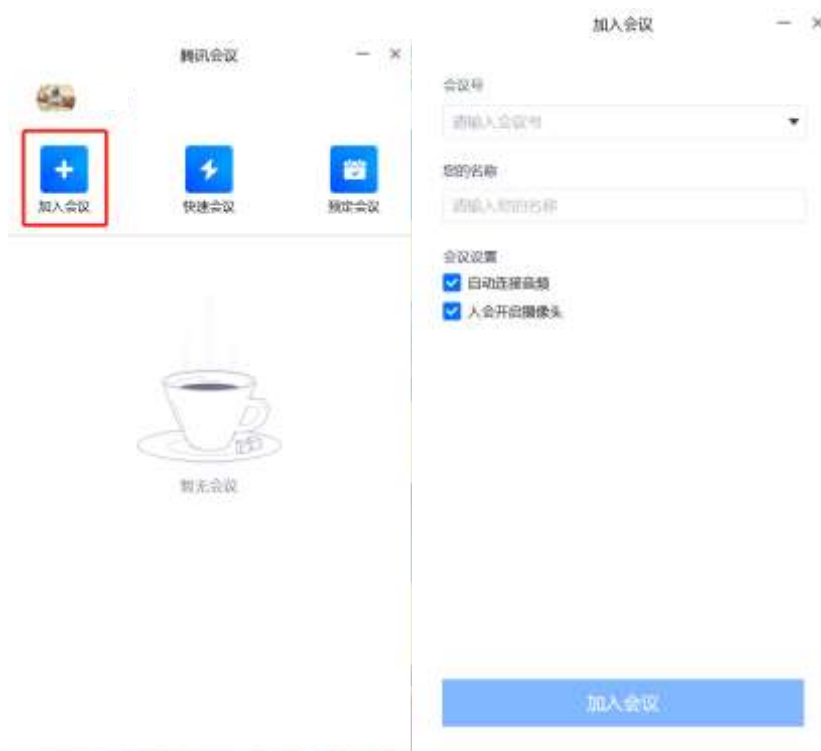 腾讯会议
加入会议
快速会议
预定会议
暂无会议
加入会议
会议号
请输入会议号
您的名称
请输入您的名称
会议设置
自动连接音频
入会开启摄像头
加入会议